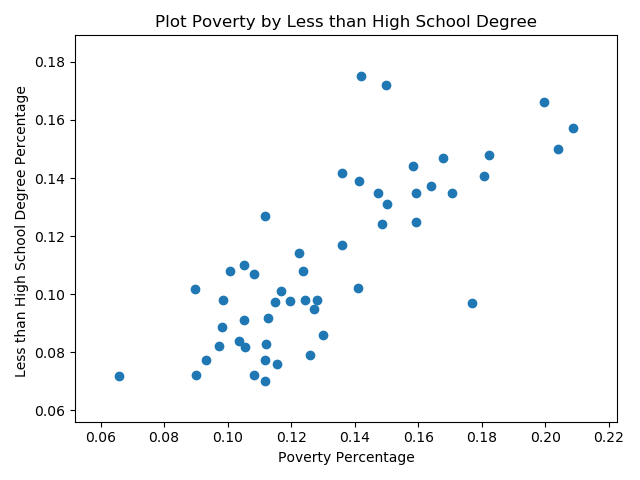 Plot Poverty by Less than High School Degree
Less than High School Degree Percentage
0.18
0.16
0.14
0.12
0.10
0.08
0.06
0.06 0.08 0.10 0.12 0.14 0.16 0.18 0.20 0.22
Poverty Percentage